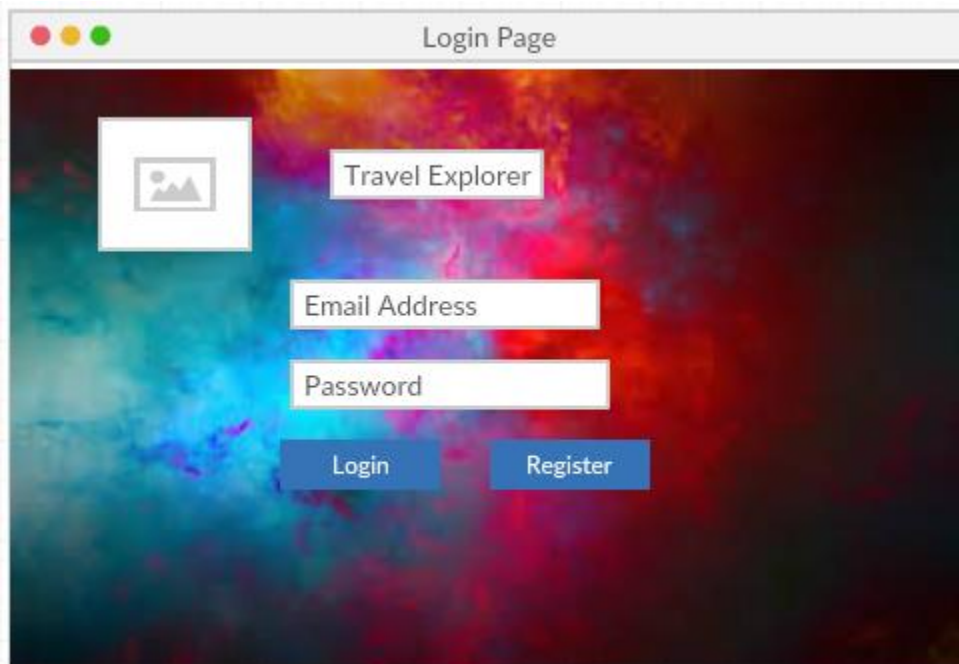 Login Page
Travel Explorer
Email Address
Password
Login
Register